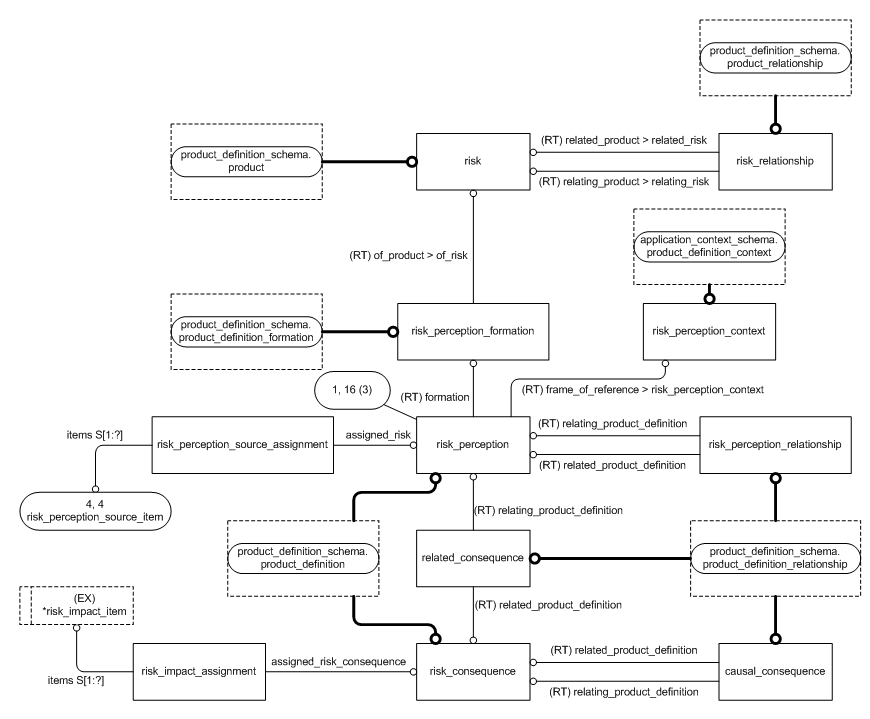 product_definition_schema.
product_relationship
(RT) related_product > related_risk
product_definition_schema.
product
risk
risk_relationship
(RT) relating_product > relating_risk
application_context_schema.
product_definition_context
(RT) of_product > of_risk
product_definition_schema.
product_definition_formation
risk_perception_formation
risk_perception_context
1, 16 (3)
(RT) formation
(RT) frame_of_reference > risk_perception_context
items S[1:?]
risk_perception_source_assignment
assigned_risk
risk_perception
(RT) relating_product_definition
risk_perception_relationship
(RT) related_product_definition
4, 4
risk_perception_source_item
(RT) relating_product_definition
product_definition_schema.
product_definition
related_consequence
product_definition_schema.
product_definition_relationship
(EX)
*risk_impact_item
(RT) related_product_definition
items S[1:?]
risk_impact_assignment
assigned_risk_consequence
risk_consequence
(RT) related_product_definition
causal_consequence
(RT) relating_product_definition